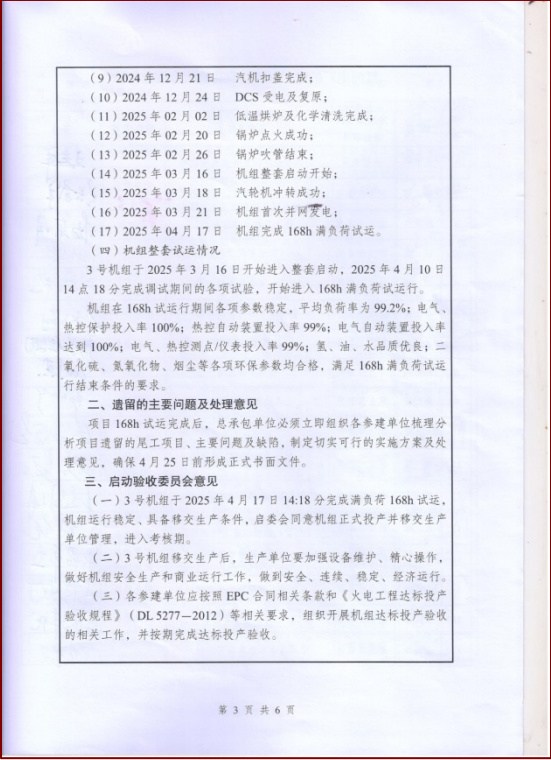 （9）2024 年 12 月 21 日 汽机扣盖完成；
（10）2024 年 12 月 24 日 DCS 受电及复原；
（11）2025 年 02 月 02 日 低温烘炉及化学清洗完成；
（12）2025 年 02 月 20 日 锅炉点火成功；
（13）2025 年 02 月 26 日 锅炉吹管结束；
（14）2025 年 03 月 16 日 机组整套启动开始；
（15）2025 年 03 月 18 日 汽轮机冲转成功；
（16）2025 年 03 月 21 日 机组首次并网发电；
（17）2025 年 04 月 17 日 机组完成 168h 满负荷试运。
（四）机组整套试运情况
3 号机组于 2025 年 3 月 16 日开始进入整套启动，2025 年 4 月 10 日
14 点 18 分完成调试期间的各项试验，开始进入 168h 满负荷试运行。
机组在 168h 试运行期间各项参数稳定，平均负荷率为 99.2%；电气、
热控保护投入率 100%；热控自动装置投入率 99%；电气自动装置投入率
达到 100%；电气、热控测点/仪表投入率 99%；氢、油、水品质优良；二
氧化硫、氮氧化物、烟尘等各项环保参数均合格，满足 168h 满负荷试运
行结束条件的要求。
二、遗留的主要问题及处理意见
项目 168h 试运完成后，总承包单位必须立即组织各参建单位梳理分
析项目遗留的尾工项目、主要问题及缺陷，制定切实可行的实施方案及处
理意见，确保 4 月 25 日前形成正式书面文件。
三、启动验收委员会意见
（一）3 号机组于 2025 年 4 月 17 日 14:18 分完成满负荷 168h 试运，
机组运行稳定、具备移交生产条件，启委会同意机组正式投产并移交生产
单位管理，进入考核期。
（二）3 号机组移交生产后，生产单位要加强设备维护、精心操作，
做好机组安全生产和商业运行工作，做到安全、连续、稳定、经济运行。
（三）各参建单位应按照 EPC 合同相关条款和《火电工程达标投产
验收规程》（DL 5277—2012）等相关要求，组织开展机组达标投产验收
的相关工作，并按期完成达标投产验收。
第 3 页 共 6 页